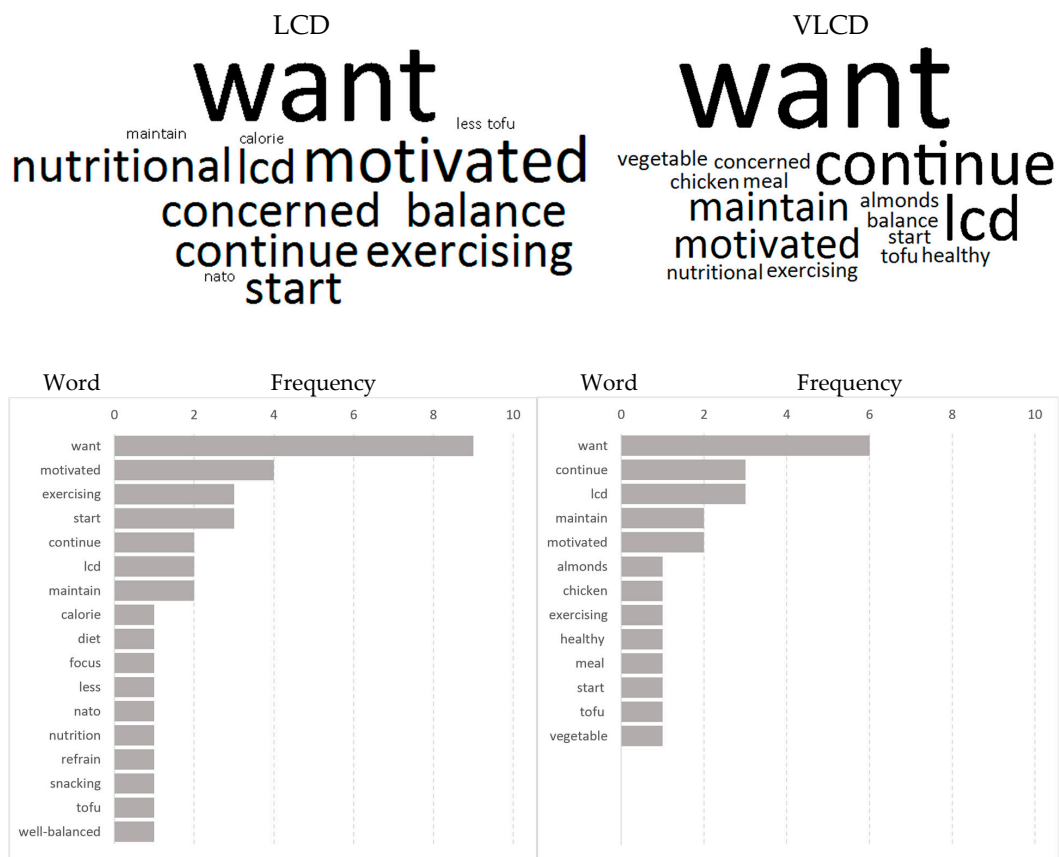 LCD
want
maintain calorie less tofu
nutritional lcd motivated
concerned balance
continue exercising
nato start
VLCD
want
vegetable concerned continue
chicken meal
maintain almonds lcd
balance
motivated start
tofu healthy
nutritional exercising
Word Frequency
0 2 4 6 8 10
want
motivated
exercising
start
continue
lcd
maintain
calorie
diet
focus
less
nato
nutrition
refrain
snacking
tofu
well-balanced
Word Frequency
0 2 4 6 8 10
want
continue
lcd
maintain
motivated
almonds
chicken
exercising
healthy
meal
start
tofu
vegetable